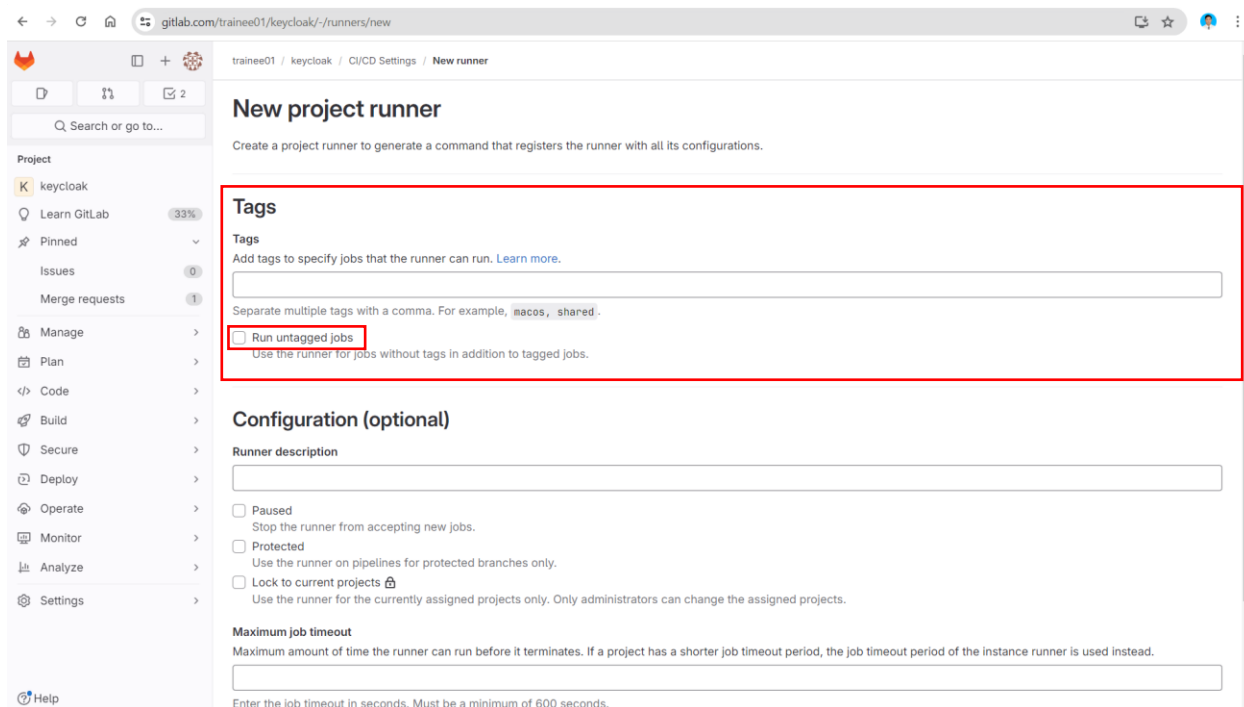 gitlab.com/trainee01/keycloak/-/runners/new
trainee01 / keycloak / CI/CD Settings / New runner
2
Search or go to...
Project
K keycloak
Learn GitLab 33%
Pinned
Issues 0
Merge requests 1
Manage
Plan
Code
Build
Secure
Deploy
Operate
Monitor
Analyze
Settings
Help
New project runner
Create a project runner to generate a command that registers the runner with all its configurations.
Tags
Tags
Add tags to specify jobs that the runner can run. Learn more.
Separate multiple tags with a comma. For example, macos, shared.
Run untagged jobs
Use the runner for jobs without tags in addition to tagged jobs.
Configuration (optional)
Runner description
Paused
Stop the runner from accepting new jobs.
Protected
Use the runner on pipelines for protected branches only.
Lock to current projects
Use the runner for the currently assigned projects only. Only administrators can change the assigned projects.
Maximum job timeout
Maximum amount of time the runner can run before it terminates. If a project has a shorter job timeout period, the job timeout period of the instance runner is used instead.
Enter the job timeout in seconds. Must be a minimum of 600 seconds.